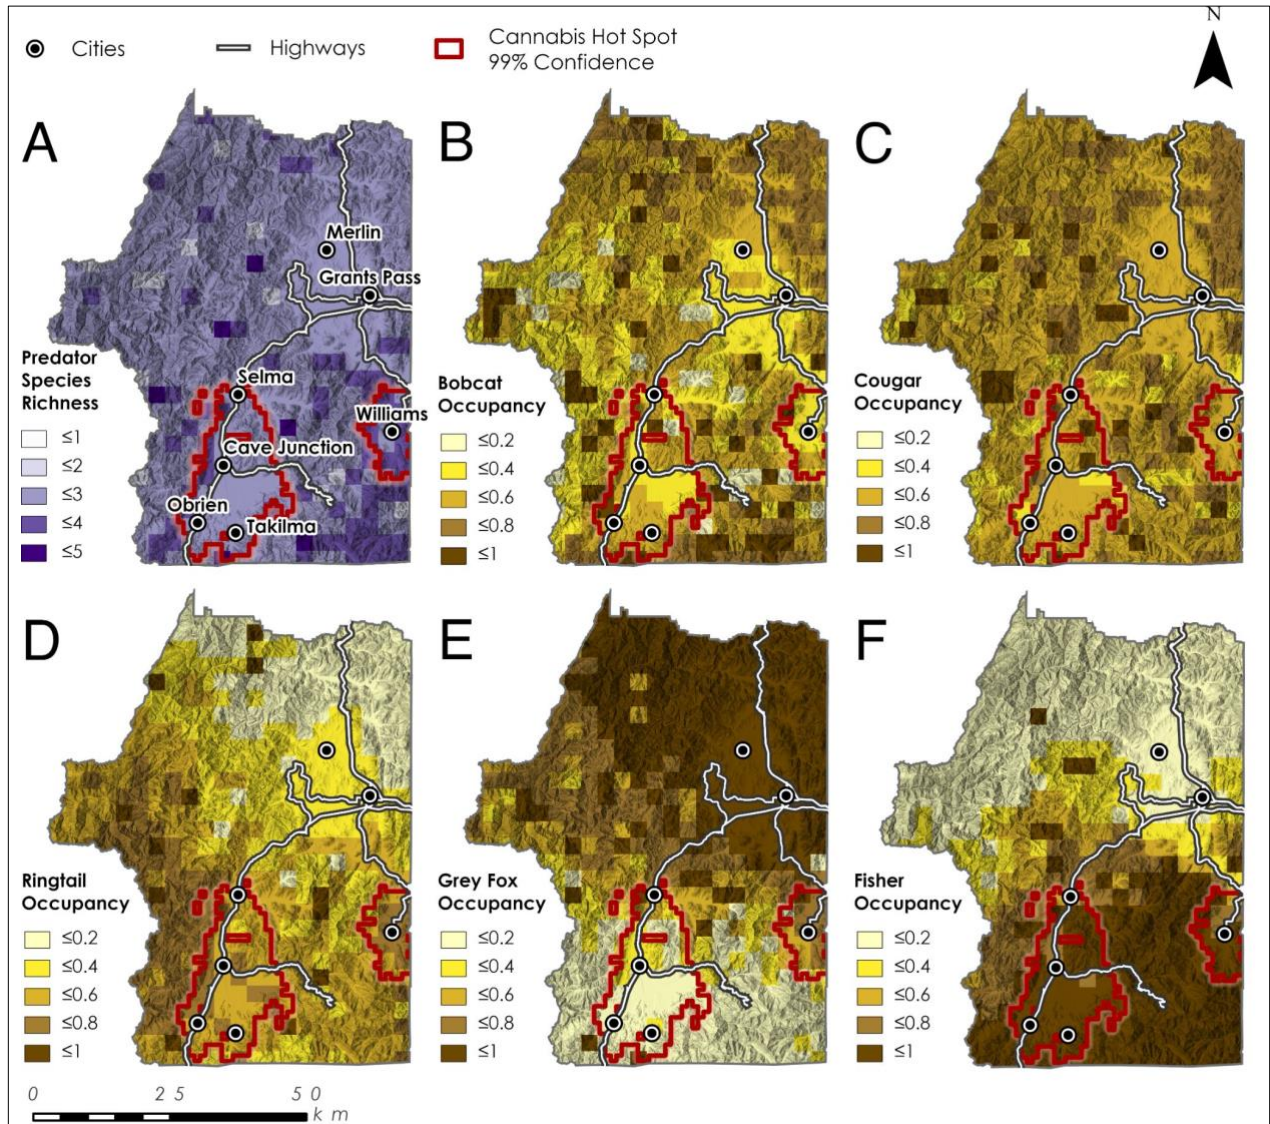 N
Cities
Highways
Cannabis Hot Spot
99% Confidence
A
Merlin
Grants Pass
Selma
Williams
Cave Junction
Obrien
Takilma
Predator
Species
Richness
≤1
≤2
≤3
≤4
≤5
B
Bobcat
Occupancy
≤0.2
≤0.4
≤0.6
≤0.8
≤1
C
Cougar
Occupancy
≤0.2
≤0.4
≤0.6
≤0.8
≤1
D
Ringtail
Occupancy
≤0.2
≤0.4
≤0.6
≤0.8
≤1
E
Grey Fox
Occupancy
≤0.2
≤0.4
≤0.6
≤0.8
≤1
F
Fisher
Occupancy
≤0.2
≤0.4
≤0.6
≤0.8
≤1
0 25 50
km